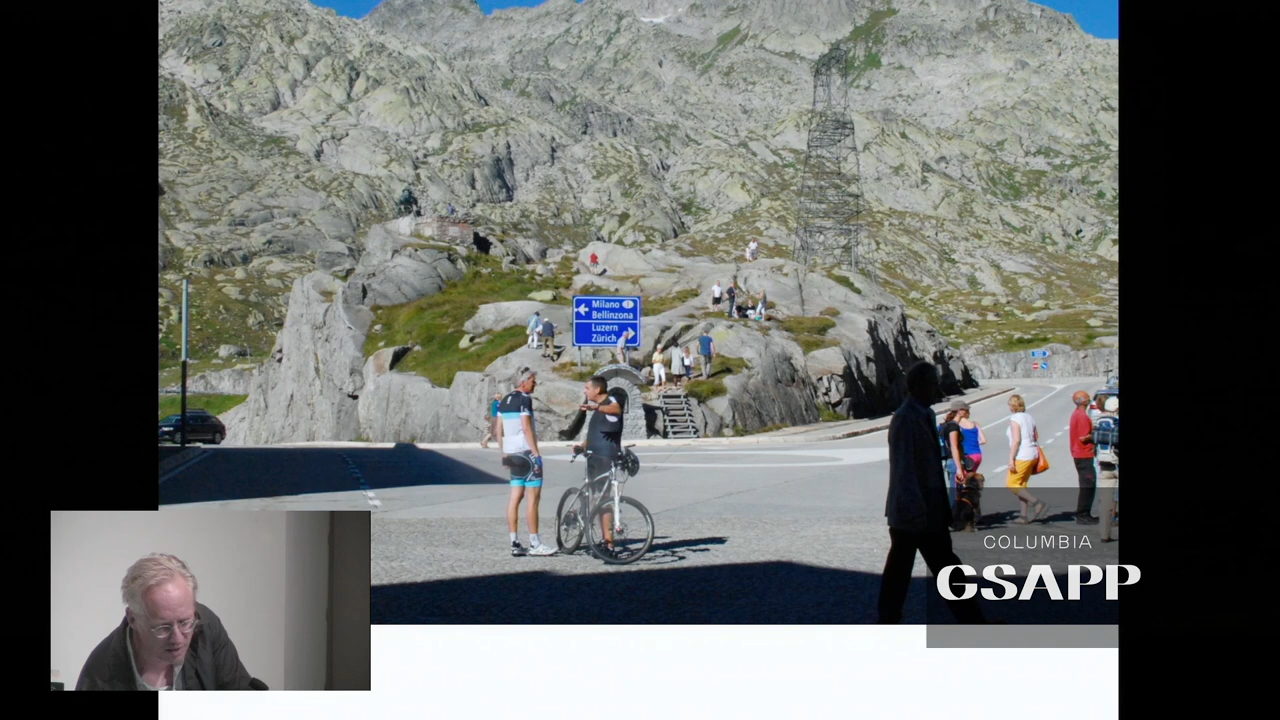 Milano
Bellinzona
Luzern
Zürich
COLUMBIA
GSAPP